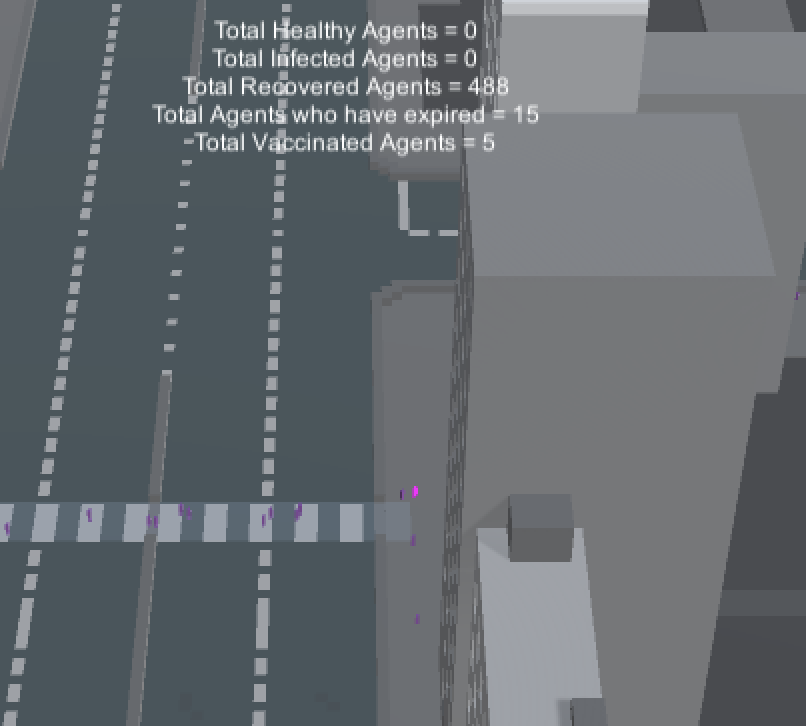 Total Healthy Agents = 0
Total Infected Agents = 0
Total Recovered Agents = 488
Total Agents who have expired = 15
Total Vaccinated Agents = 5